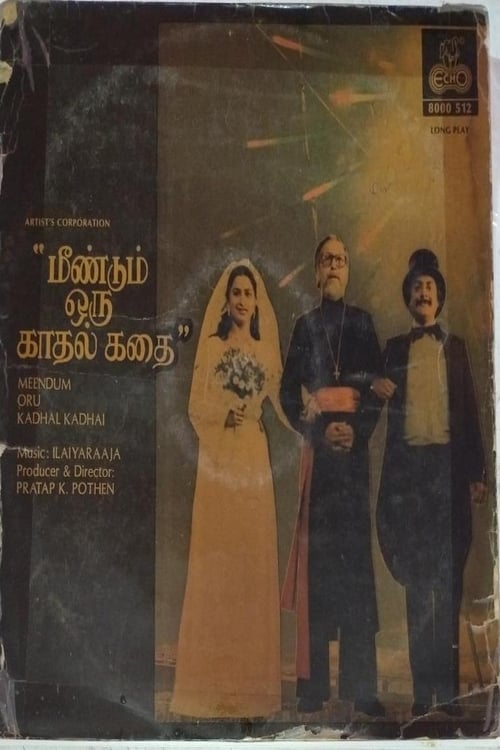 ECHO
8000 512
LONG PLAY
ARTIST'S CORPORATION
"மீண்டும்
ஒரு
காதல் கதை"
MEENDUM
ORU
KADHAL KADHAI
Music: ILAIYARAAJA
Producer & Director:
PRATAP K. POTHEN